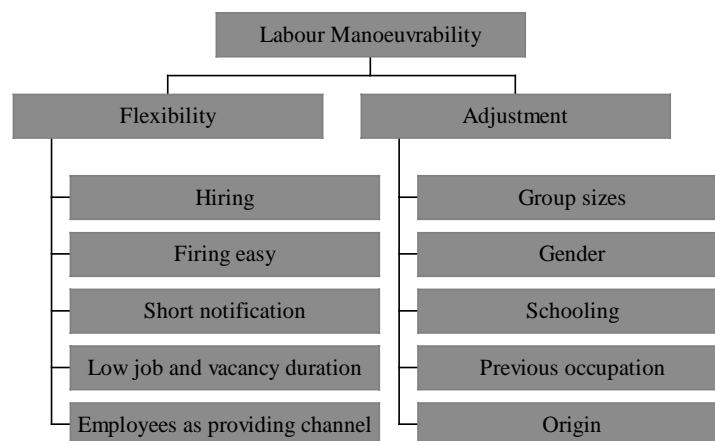 Labour Manoeuvrability
Flexibility
Hiring
Firing easy
Short notification
Low job and vacancy duration
Employees as providing channel
Adjustment
Group sizes
Gender
Schooling
Previous occupation
Origin